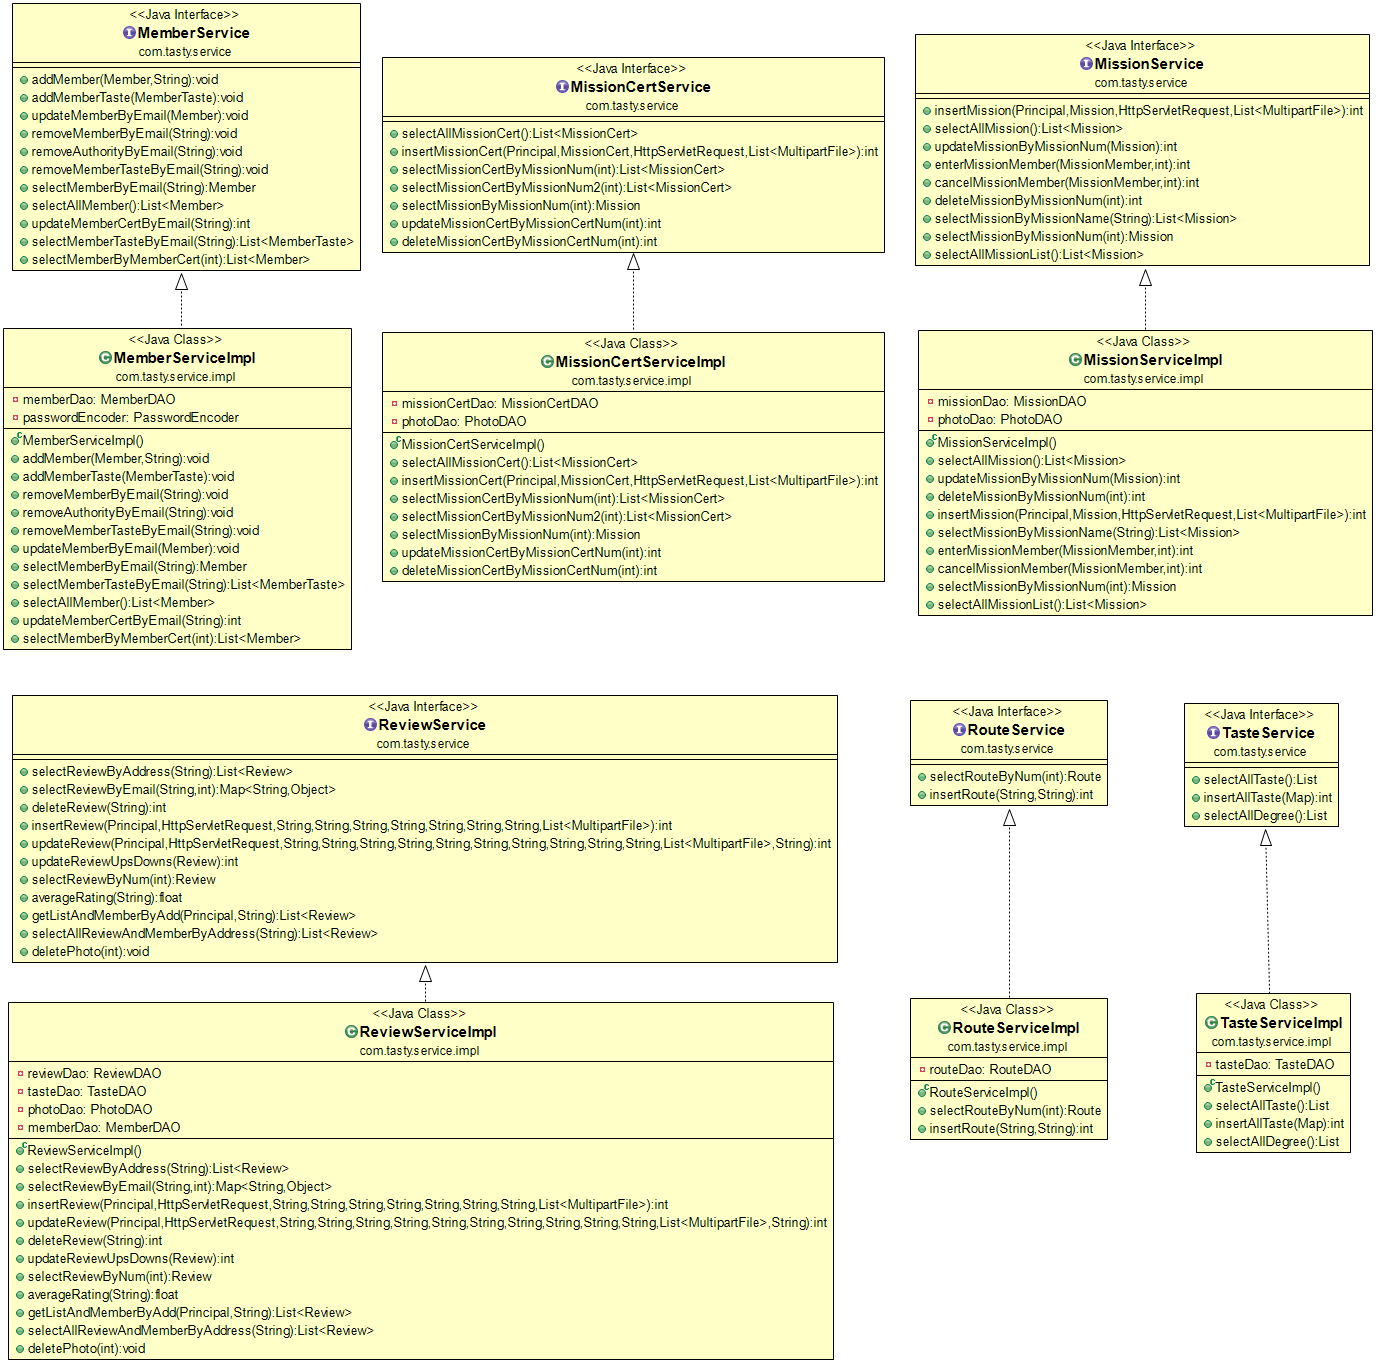 <<Java Interface>>
MemberService
com.tasty.service
addMember(Member,String):void
addMemberTaste(MemberTaste):void
updateMemberByEmail(Member):void
removeMemberByEmail(String):void
removeAuthorityByEmail(String):void
removeMemberTasteByEmail(String):void
selectMemberByEmail(String):Member
selectAllMember():List<Member>
updateMemberCertByEmail(String):int
selectMemberTasteByEmail(String):List<MemberTaste>
selectMemberByMemberCert(int):List<Member>
<<Java Interface>>
MissionCertService
com.tasty.service
selectAllMissionCert():List<MissionCert>
insertMissionCert(Principal,MissionCert,HttpServletRequest,List<MultipartFile>):int
selectMissionCertByMissionNum(int):List<MissionCert>
selectMissionCertByMissionNum2(int):List<MissionCert>
selectMissionByMissionNum(int):Mission
updateMissionCertByMissionCertNum(int):int
deleteMissionCertByMissionCertNum(int):int
<<Java Interface>>
MissionService
com.tasty.service
insertMission(Principal,Mission,HttpServletRequest,List<MultipartFile>):int
selectAllMission():List<Mission>
updateMissionByMissionNum(Mission):int
enterMissionMember(MissionMember,int):int
cancelMissionMember(MissionMember,int):int
deleteMissionByMissionNum(int):int
selectMissionByMissionName(String):List<Mission>
selectMissionByMissionNum(int):Mission
selectAllMissionList():List<Mission>
<<Java Class>>
MemberServiceImpl
com.tasty.service.impl
memberDao: MemberDAO
passwordEncoder: PasswordEncoder
MemberServiceImpl()
addMember(Member,String):void
addMemberTaste(MemberTaste):void
removeMemberByEmail(String):void
removeAuthorityByEmail(String):void
removeMemberTasteByEmail(String):void
updateMemberByEmail(Member):void
selectMemberByEmail(String):Member
selectMemberTasteByEmail(String):List<MemberTaste>
selectAllMember():List<Member>
updateMemberCertByEmail(String):int
selectMemberByMemberCert(int):List<Member>
<<Java Class>>
MissionCertServiceImpl
com.tasty.service.impl
missionCertDao: MissionCertDAO
photoDao: PhotoDAO
MissionCertServiceImpl()
selectAllMissionCert():List<MissionCert>
insertMissionCert(Principal,MissionCert,HttpServletRequest,List<MultipartFile>):int
selectMissionCertByMissionNum(int):List<MissionCert>
selectMissionCertByMissionNum2(int):List<MissionCert>
selectMissionByMissionNum(int):Mission
updateMissionCertByMissionCertNum(int):int
deleteMissionCertByMissionCertNum(int):int
<<Java Class>>
MissionServiceImpl
com.tasty.service.impl
missionDao: MissionDAO
photoDao: PhotoDAO
MissionServiceImpl()
selectAllMission():List<Mission>
updateMissionByMissionNum(Mission):int
deleteMissionByMissionNum(int):int
insertMission(Principal,Mission,HttpServletRequest,List<MultipartFile>):int
selectMissionByMissionName(String):List<Mission>
enterMissionMember(MissionMember,int):int
cancelMissionMember(MissionMember,int):int
selectMissionByMissionNum(int):Mission
selectAllMissionList():List<Mission>
<<Java Interface>>
ReviewService
com.tasty.service
selectReviewByAddress(String):List<Review>
selectReviewByEmail(String,int):Map<String,Object>
deleteReview(String):int
insertReview(Principal,HttpServletRequest,String,String,String,String,String,String,String,List<MultipartFile>):int
updateReview(Principal,HttpServletRequest,String,String,String,String,String,String,String,String,String,String,List<MultipartFile>,String):int
updateReviewUpsDowns(Review):int
selectReviewByNum(int):Review
averageRating(String):float
getListAndMemberByAdd(Principal,String):List<Review>
selectAllReviewAndMemberByAddress(String):List<Review>
deletePhoto(int):void
<<Java Interface>>
RouteService
com.tasty.service
selectRouteByNum(int):Route
insertRoute(String,String):int
<<Java Interface>>
TasteService
com.tasty.service
selectAllTaste():List
insertAllTaste(Map):int
selectAllDegree():List
<<Java Class>>
ReviewServiceImpl
com.tasty.service.impl
reviewDao: ReviewDAO
tasteDao: TasteDAO
photoDao: PhotoDAO
memberDao: MemberDAO
ReviewServiceImpl()
selectReviewByAddress(String):List<Review>
selectReviewByEmail(String,int):Map<String,Object>
insertReview(Principal,HttpServletRequest,String,String,String,String,String,String,String,List<MultipartFile>):int
updateReview(Principal,HttpServletRequest,String,String,String,String,String,String,String,String,String,String,List<MultipartFile>,String):int
deleteReview(String):int
updateReviewUpsDowns(Review):int
selectReviewByNum(int):Review
averageRating(String):float
getListAndMemberByAdd(Principal,String):List<Review>
selectAllReviewAndMemberByAddress(String):List<Review>
deletePhoto(int):void
<<Java Class>>
RouteServiceImpl
com.tasty.service.impl
routeDao: RouteDAO
RouteServiceImpl()
selectRouteByNum(int):Route
insertRoute(String,String):int
<<Java Class>>
TasteServiceImpl
com.tasty.service.impl
tasteDao: TasteDAO
TasteServiceImpl()
selectAllTaste():List
insertAllTaste(Map):int
selectAllDegree():List